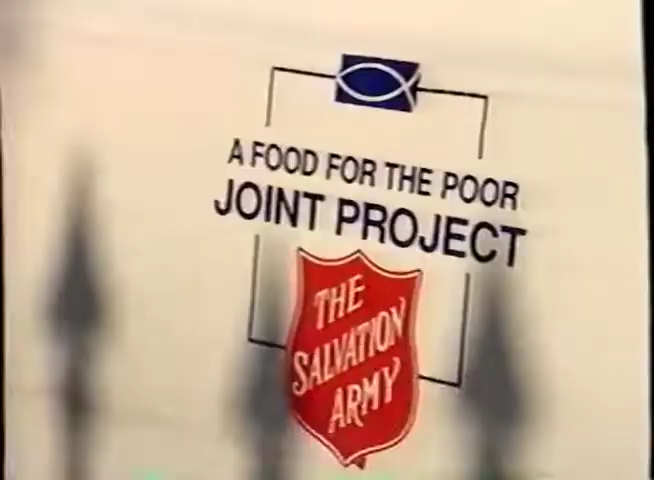 A FOOD FOR THE POOR
JOINT PROJECT
THE
SALVATION
ARMY